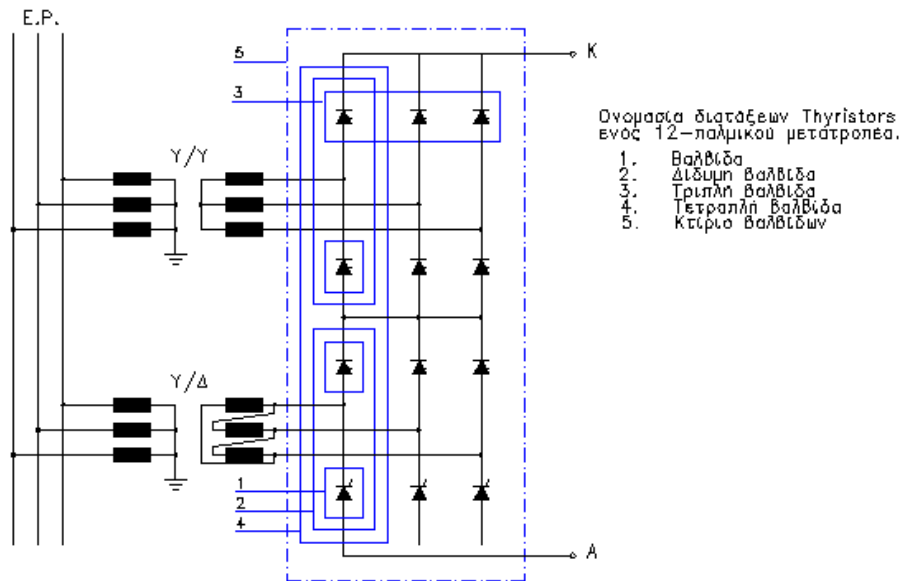 Ε.Ρ.
5
K
3
Ονομασία διατάξεων Thyristors
ενός 12-παλμικού μετατροπέα.
Y/Y
1. Βαλβίδα
2. Δίδυμη βαλβίδα
3. Τριπλή βαλβίδα
4. Τετραπλή βαλβίδα
5. Κτίριο βαλβίδων
Y/Δ
1
2
4
A